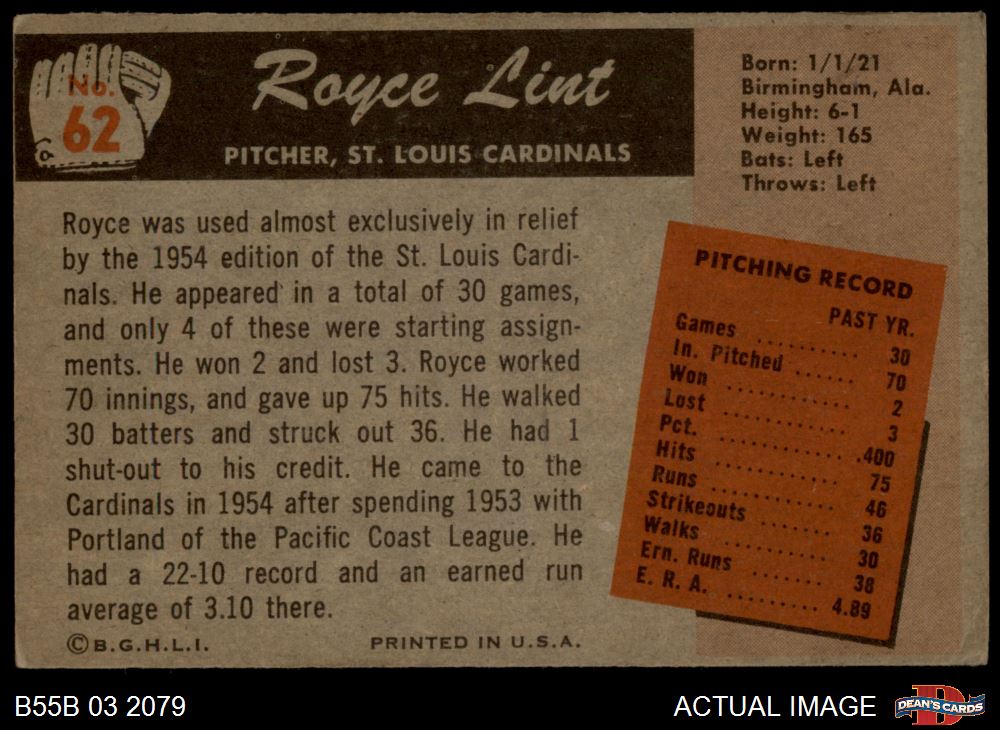 No.
62
Royce Lint
PITCHER, ST. LOUIS CARDINALS
Born: 1/1/21
Birmingham, Ala.
Height: 6-1
Weight: 165
Bats: Left
Throws: Left
Royce was used almost exclusively in relief
by the 1954 edition of the St. Louis Cardi-
nals. He appeared in a total of 30 games,
and only 4 of these were starting assign-
ments. He won 2 and lost 3. Royce worked
70 innings, and gave up 75 hits. He walked
30 batters and struck out 36. He had 1
shut-out to his credit. He came to the
Cardinals in 1954 after spending 1953 with
Portland of the Pacific Coast League. He
had a 22-10 record and an earned run
average of 3.10 there.
©B.G.H.L.I. PRINTED IN U.S.A.
PITCHING RECORD
PAST YR.
Games .......... 30
In. Pitched ...... 70
Won ............ 2
Lost ............ 3
Pct. ............ .400
Hits ............ 75
Runs ............ 46
Strikeouts ....... 36
Walks .......... 30
Ern. Runs ....... 38
E. R. A. ......... 4.89
B55B 03 2079
ACTUAL IMAGE
D
DEAN'S CARDS